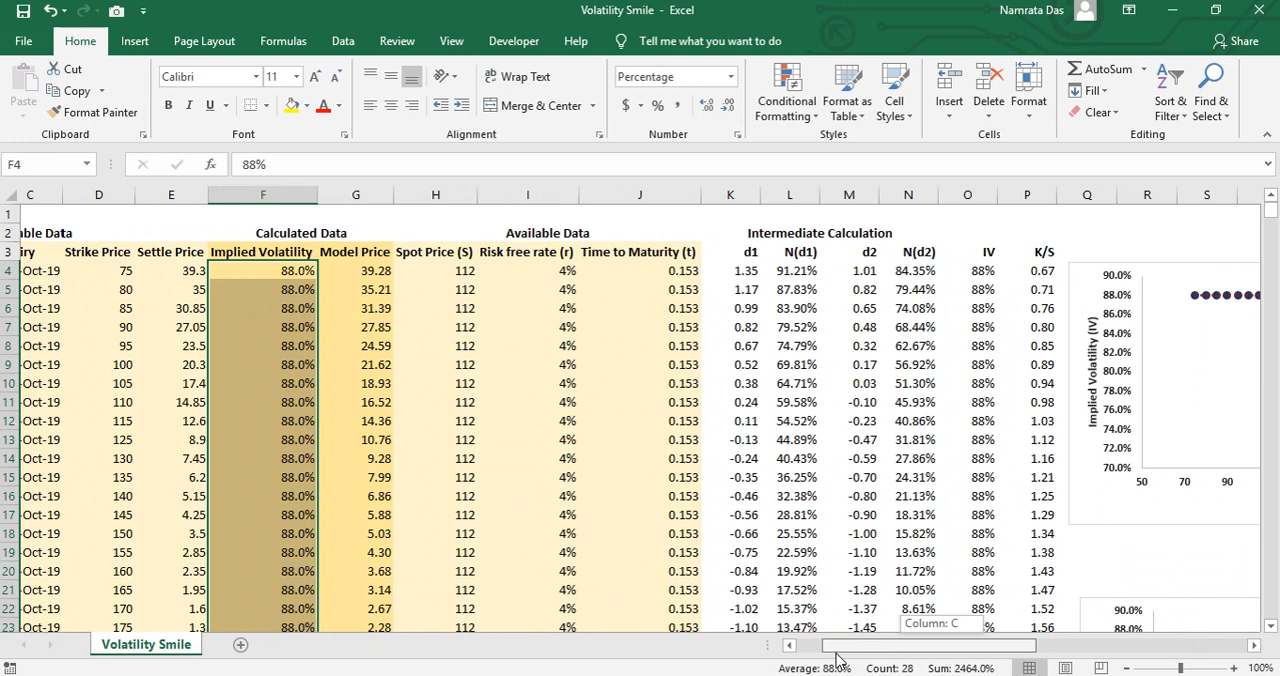 Volatility Smile - Excel
Namrata Das
File Home Insert Page Layout Formulas Data Review View Developer Help Tell me what you want to do Share
Paste
Cut
Copy
Format Painter
Clipboard
Calibri 11
B I U
Font
Wrap Text
Merge & Center
Alignment
Percentage
$ % ,
Number
Conditional Formatting
Format as Table
Cell Styles
Styles
Insert Delete Format
Cells
AutoSum
Fill
Clear
Sort & Filter
Find & Select
Editing
F4 fx 88%
C D E F G H I J K L M N O P Q R S
1
2 ble Data Calculated Data Available Data Intermediate Calculation
3 iry Strike Price Settle Price Implied Volatility Model Price Spot Price (S) Risk free rate (r) Time to Maturity (t) d1 N(d1) d2 N(d2) IV K/S
4 -Oct-19 75 39.3 88.0% 39.28 112 4% 0.153 1.35 91.21% 1.01 84.35% 88% 0.67
5 -Oct-19 80 35 88.0% 35.21 112 4% 0.153 1.17 87.83% 0.82 79.44% 88% 0.71
6 -Oct-19 85 30.85 88.0% 31.39 112 4% 0.153 0.99 83.90% 0.65 74.08% 88% 0.76
7 -Oct-19 90 27.05 88.0% 27.85 112 4% 0.153 0.82 79.52% 0.48 68.44% 88% 0.80
8 -Oct-19 95 23.5 88.0% 24.59 112 4% 0.153 0.67 74.79% 0.32 62.67% 88% 0.85
9 -Oct-19 100 20.3 88.0% 21.62 112 4% 0.153 0.52 69.81% 0.17 56.92% 88% 0.89
10 -Oct-19 105 17.4 88.0% 18.93 112 4% 0.153 0.38 64.71% 0.03 51.30% 88% 0.94
11 -Oct-19 110 14.85 88.0% 16.52 112 4% 0.153 0.24 59.58% -0.10 45.93% 88% 0.98
12 -Oct-19 115 12.6 88.0% 14.36 112 4% 0.153 0.11 54.52% -0.23 40.86% 88% 1.03
13 -Oct-19 125 8.9 88.0% 10.76 112 4% 0.153 -0.13 44.89% -0.47 31.81% 88% 1.12
14 -Oct-19 130 7.45 88.0% 9.28 112 4% 0.153 -0.24 40.43% -0.59 27.86% 88% 1.16
15 -Oct-19 135 6.2 88.0% 7.99 112 4% 0.153 -0.35 36.25% -0.70 24.31% 88% 1.21
16 -Oct-19 140 5.15 88.0% 6.86 112 4% 0.153 -0.46 32.38% -0.80 21.13% 88% 1.25
17 -Oct-19 145 4.25 88.0% 5.88 112 4% 0.153 -0.56 28.81% -0.90 18.31% 88% 1.29
18 -Oct-19 150 3.5 88.0% 5.03 112 4% 0.153 -0.66 25.55% -1.00 15.82% 88% 1.34
19 -Oct-19 155 2.85 88.0% 4.30 112 4% 0.153 -0.75 22.59% -1.10 13.63% 88% 1.38
20 -Oct-19 160 2.35 88.0% 3.68 112 4% 0.153 -0.84 19.92% -1.19 11.72% 88% 1.43
21 -Oct-19 165 1.95 88.0% 3.14 112 4% 0.153 -0.93 17.52% -1.28 10.05% 88% 1.47
22 -Oct-19 170 1.6 88.0% 2.67 112 4% 0.153 -1.02 15.37% -1.37 8.61% 88% 1.52
23 -Oct-19 175 1.3 88.0% 2.28 112 4% 0.153 -1.10 13.47% -1.45 88% 1.56
Column: C
Implied Volatility (IV)
90.0%
88.0%
86.0%
84.0%
82.0%
80.0%
78.0%
76.0%
74.0%
72.0%
70.0%
50 70 90
90.0%
88.0%
Volatility Smile
Average: 88.0% Count: 28 Sum: 2464.0% 100%